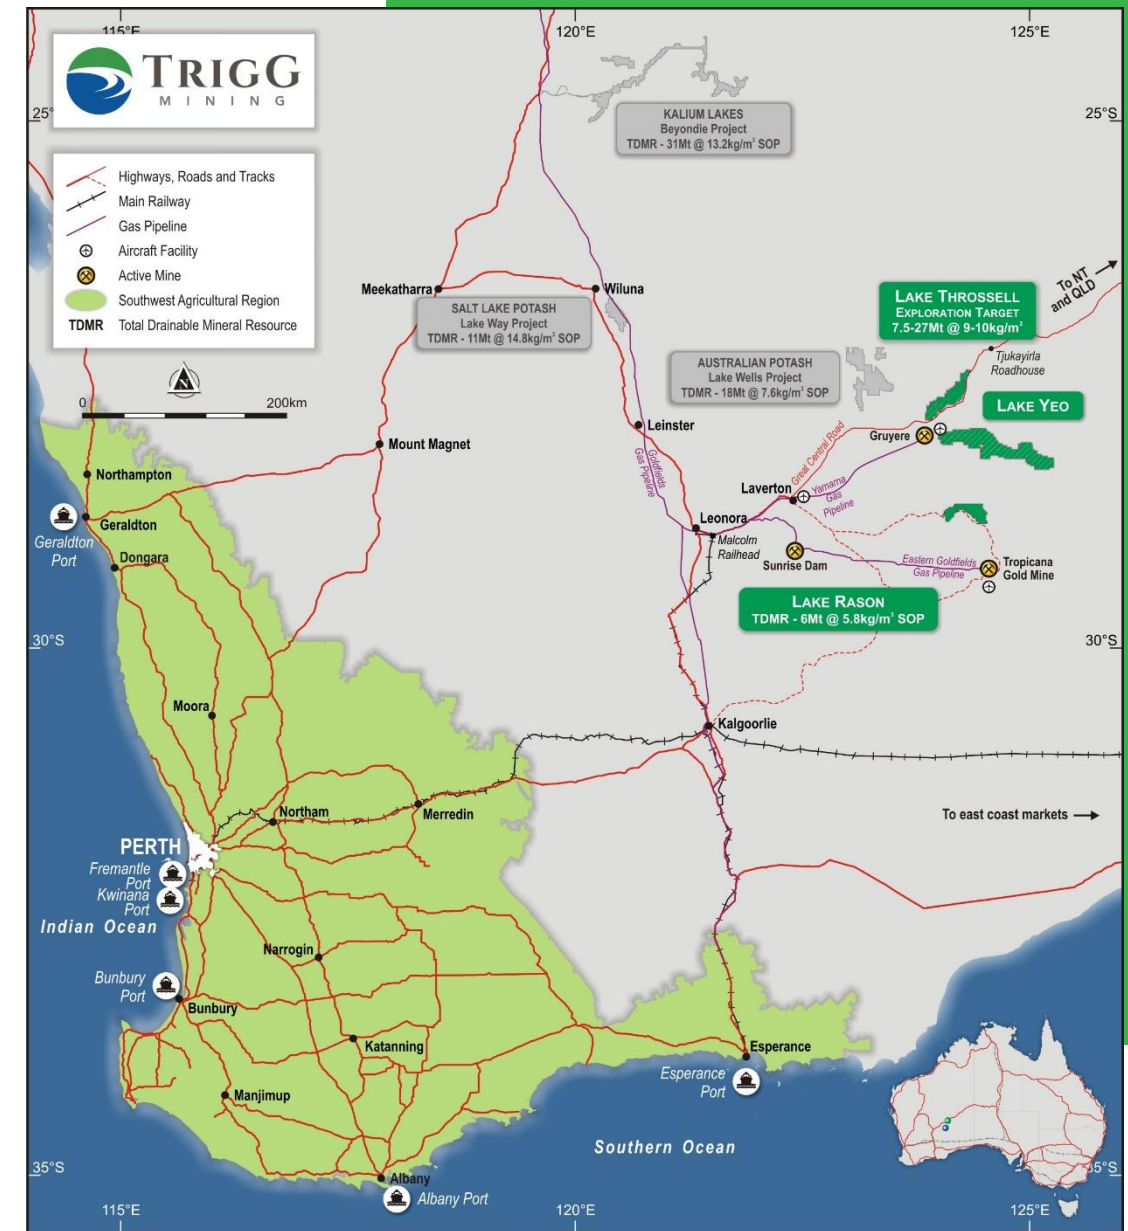 115°E
120°E
125°E
TRIGG
MINING
25°S
25°S
KALIUM LAKES
Beyondie Project
TDMR - 31Mt @ 13.2kg/m³ SOP
Highways, Roads and Tracks
Main Railway
Gas Pipeline
Aircraft Facility
Active Mine
Southwest Agricultural Region
TDMR Total Drainable Mineral Resource
N
0 200km
To NT
and QLD
Meekatharra
Wiluna
SALT LAKE POTASH
Lake Way Project
TDMR - 11Mt @ 14.8kg/m³ SOP
LAKE THROSSELL
EXPLORATION TARGET
7.5-27Mt @ 9-10kg/m³
Tjukayirla
Roadhouse
AUSTRALIAN POTASH
Lake Wells Project
TDMR - 18Mt @ 7.6kg/m³ SOP
LAKE YEO
Leinster
Gruyere
Mount Magnet
Great Central Road
Goldfields
Gas Pipeline
Northampton
Laverton
Yamarna
Gas
Pipeline
Geraldton
Geraldton
Port
Leonora
Malcolm
Railhead
Dongara
Sunrise Dam
Eastern Goldfields
Gas Pipeline
Tropicana
Gold Mine
LAKE RASON
TDMR - 6Mt @ 5.8kg/m³ SOP
30°S
30°S
Moora
Kalgoorlie
Northam
Merredin
To east coast markets
PERTH
Fremantle
Port
Kwinana
Port
Indian Ocean
Narrogin
Bunbury
Port
Bunbury
Katanning
Esperance
Esperance
Port
Manjimup
Southern Ocean
35°S
35°S
Albany
Albany Port
115°E
120°E
125°E